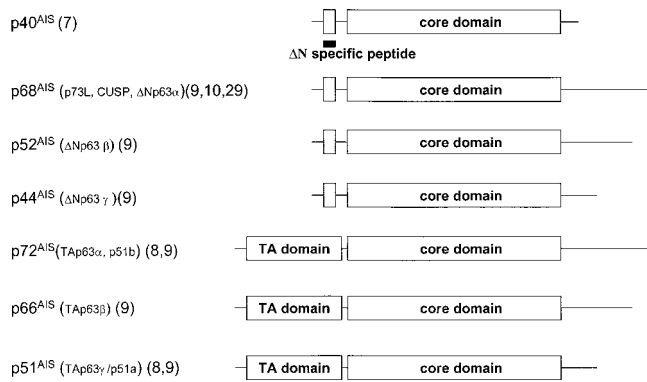 p40AIS (7) core domain
ΔN specific peptide
p68AIS (p73L, CUSP, ΔNp63α)(9,10,29) core domain
p52AIS (ΔNp63 β) (9) core domain
p44AIS (ΔNp63 γ)(9) core domain
p72AIS(TAp63α, p51b) (8,9) TA domain core domain
p66AIS (TAp63β) (9) TA domain core domain
p51AIS (TAp63γ/p51a) (8,9) TA domain core domain